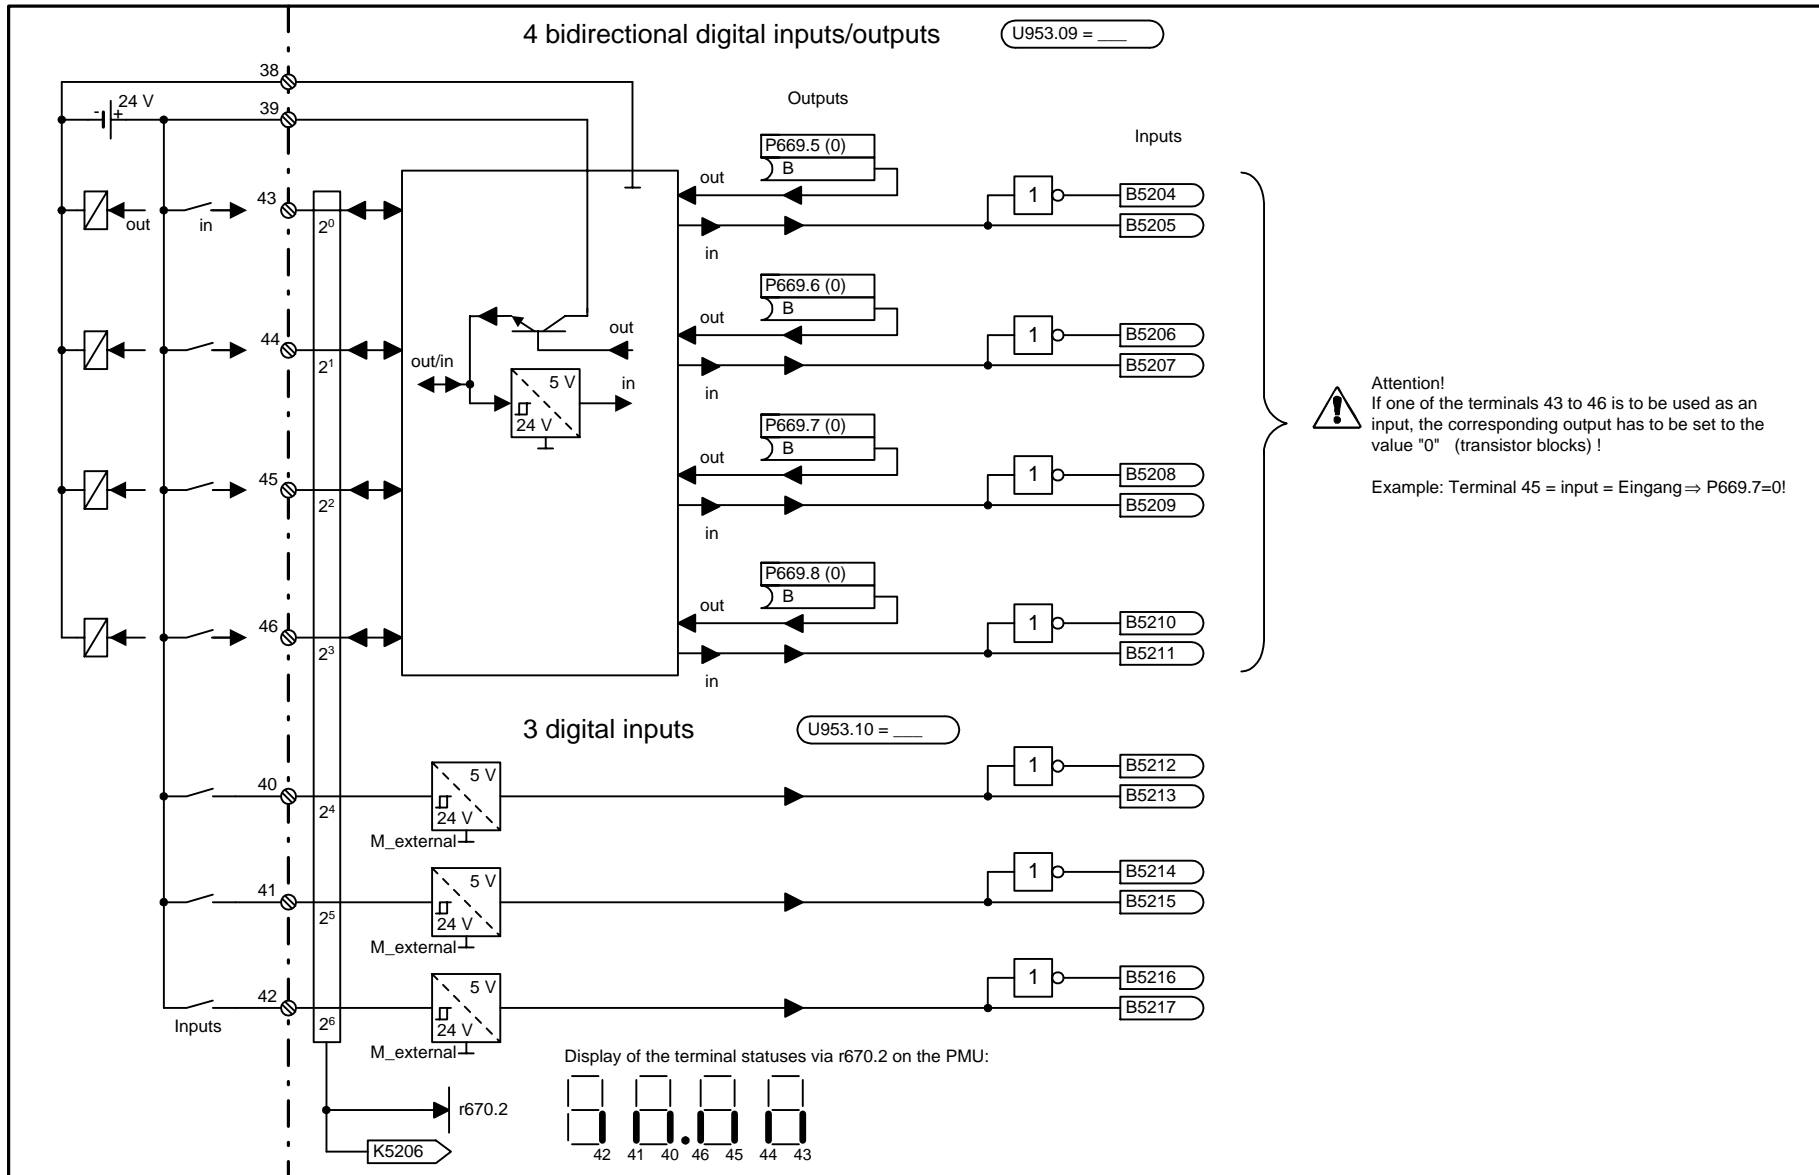 4 bidirectional digital inputs/outputs
U953.09 = ___
38
24 V
- +
39
Outputs
Inputs
P669.5 (0)
B
out
in
43
2⁰
out
in
1
B5204
B5205
P669.6 (0)
B
44
2¹
out
in
1
B5206
B5207
out
out/in
5 V
24 V
in
P669.7 (0)
B
45
2²
out
in
1
B5208
B5209
P669.8 (0)
B
46
2³
out
in
1
B5210
B5211
Attention!
If one of the terminals 43 to 46 is to be used as an
input, the corresponding output has to be set to the
value "0" (transistor blocks) !
Example: Terminal 45 = input = Eingang ⇒ P669.7=0!
3 digital inputs
U953.10 = ___
40
2⁴
5 V
24 V
M_external
1
B5212
B5213
41
2⁵
5 V
24 V
M_external
1
B5214
B5215
42
Inputs
2⁶
5 V
24 V
M_external
1
B5216
B5217
Display of the terminal statuses via r670.2 on the PMU:
r670.2
K5206
42 41 40 46 45 44 43